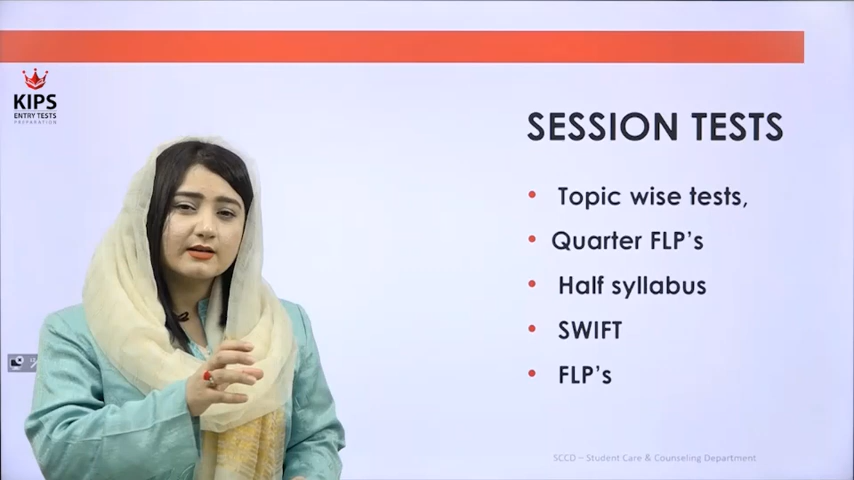 KIPS
ENTRY TESTS
PREPARATION
SESSION TESTS
• Topic wise tests,
• Quarter FLP’s
• Half syllabus
• SWIFT
• FLP’s
SCCD – Student Care & Counseling Department